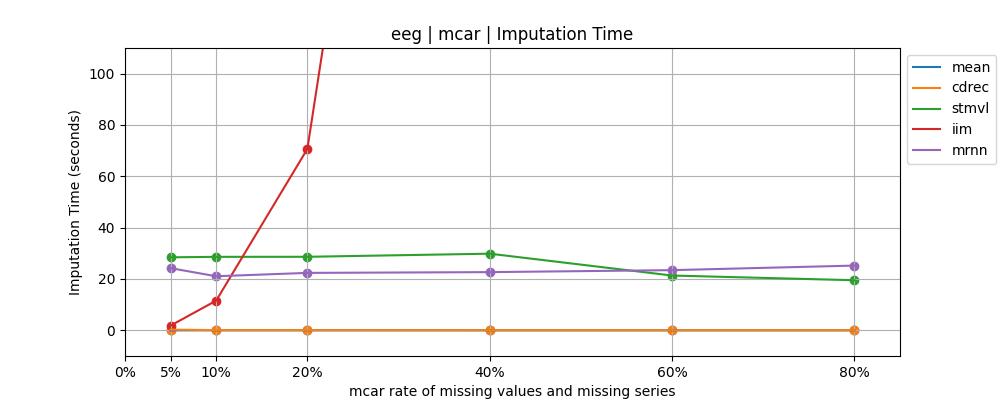 eeg | mcar | Imputation Time
Imputation Time (seconds)
100
80
60
40
20
0
0% 5% 10% 20% 40% 60% 80%
mcar rate of missing values and missing series
mean
cdrec
stmvl
iim
mrnn